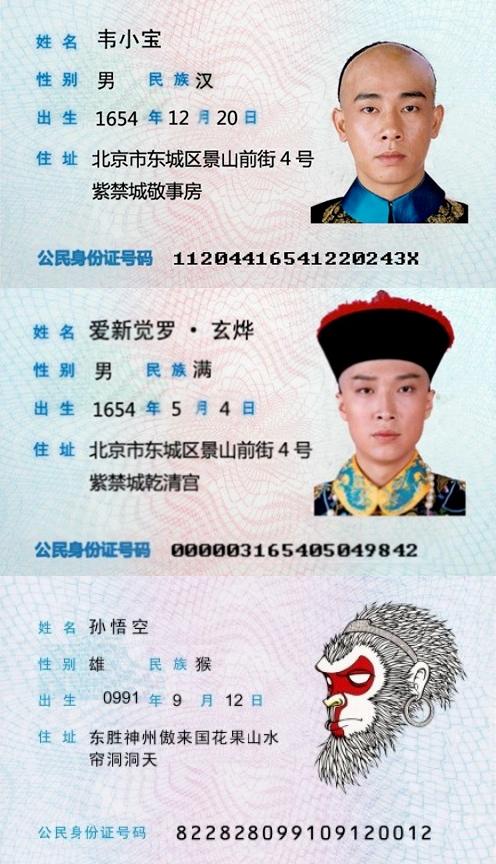 姓 名 韦小宝
性 别 男 民 族 汉
出 生 1654 年 12 月 20 日
住 址 北京市东城区景山前街 4 号
紫禁城敬事房
公民身份证号码 11204416541220243X
姓 名 爱新觉罗 · 玄烨
性 别 男 民 族 满
出 生 1654 年 5 月 4 日
住 址 北京市东城区景山前街 4 号
紫禁城乾清宫
公民身份证号码 000003165405049842
姓 名 孙悟空
性 别 雄 民 族 猴
出 生 0991 年 9 月 12 日
住 址 东胜神州傲来国花果山水
帘洞洞天
公民身份证号码 822828099109120012